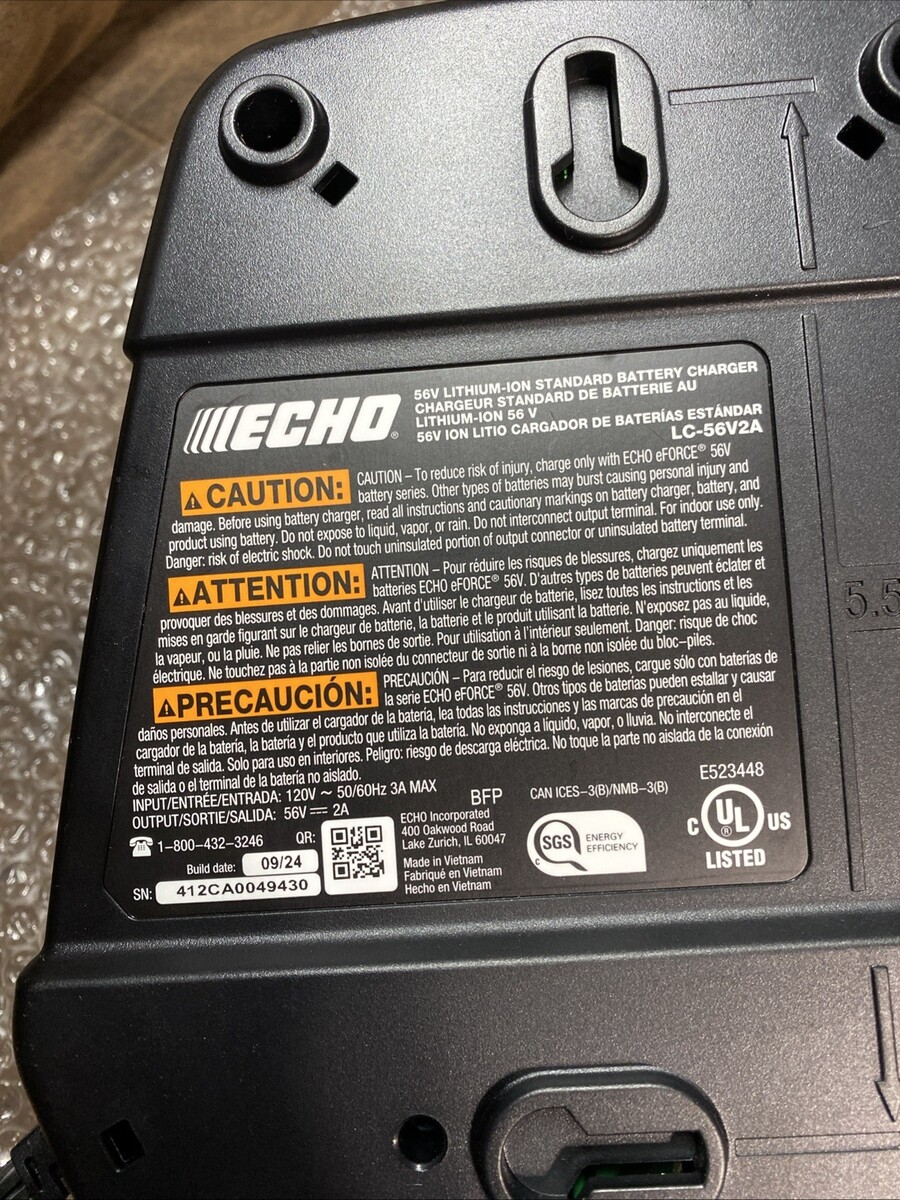 ECHO®
56V LITHIUM-ION STANDARD BATTERY CHARGER
CHARGEUR STANDARD DE BATTERIE AU
LITHIUM-ION 56 V
56V ION LITIO CARGADOR DE BATERÍAS ESTÁNDAR
LC-56V2A
⚠CAUTION: CAUTION – To reduce risk of injury, charge only with ECHO eFORCE® 56V
battery series. Other types of batteries may burst causing personal injury and
damage. Before using battery charger, read all instructions and cautionary markings on battery charger, battery, and
product using battery. Do not expose to liquid, vapor, or rain. Do not interconnect output terminal. For indoor use only.
Danger: risk of electric shock. Do not touch uninsulated portion of output connector or uninsulated battery terminal.
⚠ATTENTION: ATTENTION – Pour réduire les risques de blessures, chargez uniquement les
batteries ECHO eFORCE® 56V. D'autres types de batteries peuvent éclater et
provoquer des blessures et des dommages. Avant d'utiliser le chargeur de batterie, lisez toutes les instructions et les
mises en garde figurant sur le chargeur de batterie, la batterie et le produit utilisant la batterie. N'exposez pas au liquide,
la vapeur, ou la pluie. Ne pas relier les bornes de sortie. Pour utilisation à l'intérieur seulement. Danger: risque de choc
électrique. Ne touchez pas à la partie non isolée du connecteur de sortie ni à la borne non isolée du bloc–piles.
⚠PRECAUCIÓN: PRECAUCIÓN – Para reducir el riesgo de lesiones, cargue sólo con baterías de
la serie ECHO eFORCE® 56V. Otros tipos de baterías pueden estallar y causar
daños personales. Antes de utilizar el cargador de la batería, lea todas las instrucciones y las marcas de precaución en el
cargador de la batería, la batería y el producto que utiliza la batería. No exponga a líquido, vapor, o lluvia. No interconecte el
terminal de salida. Solo para uso en interiores. Peligro: riesgo de descarga eléctrica. No toque la parte no aislada de la conexión
de salida o el terminal de la batería no aislado.
INPUT/ENTRÉE/ENTRADA: 120V ~ 50/60Hz 3A MAX
OUTPUT/SORTIE/SALIDA: 56V ⎓ 2A
1–800–432–3246
QR:
Build date: 09/24
SN: 412CA0049430
BFP
ECHO Incorporated
400 Oakwood Road
Lake Zurich, IL 60047
Made in Vietnam
Fabriqué en Vietnam
Hecho en Vietnam
CAN ICES–3(B)/NMB–3(B)
C SGS ENERGY
EFFICIENCY
E523448
C UL® US
LISTED
5.5